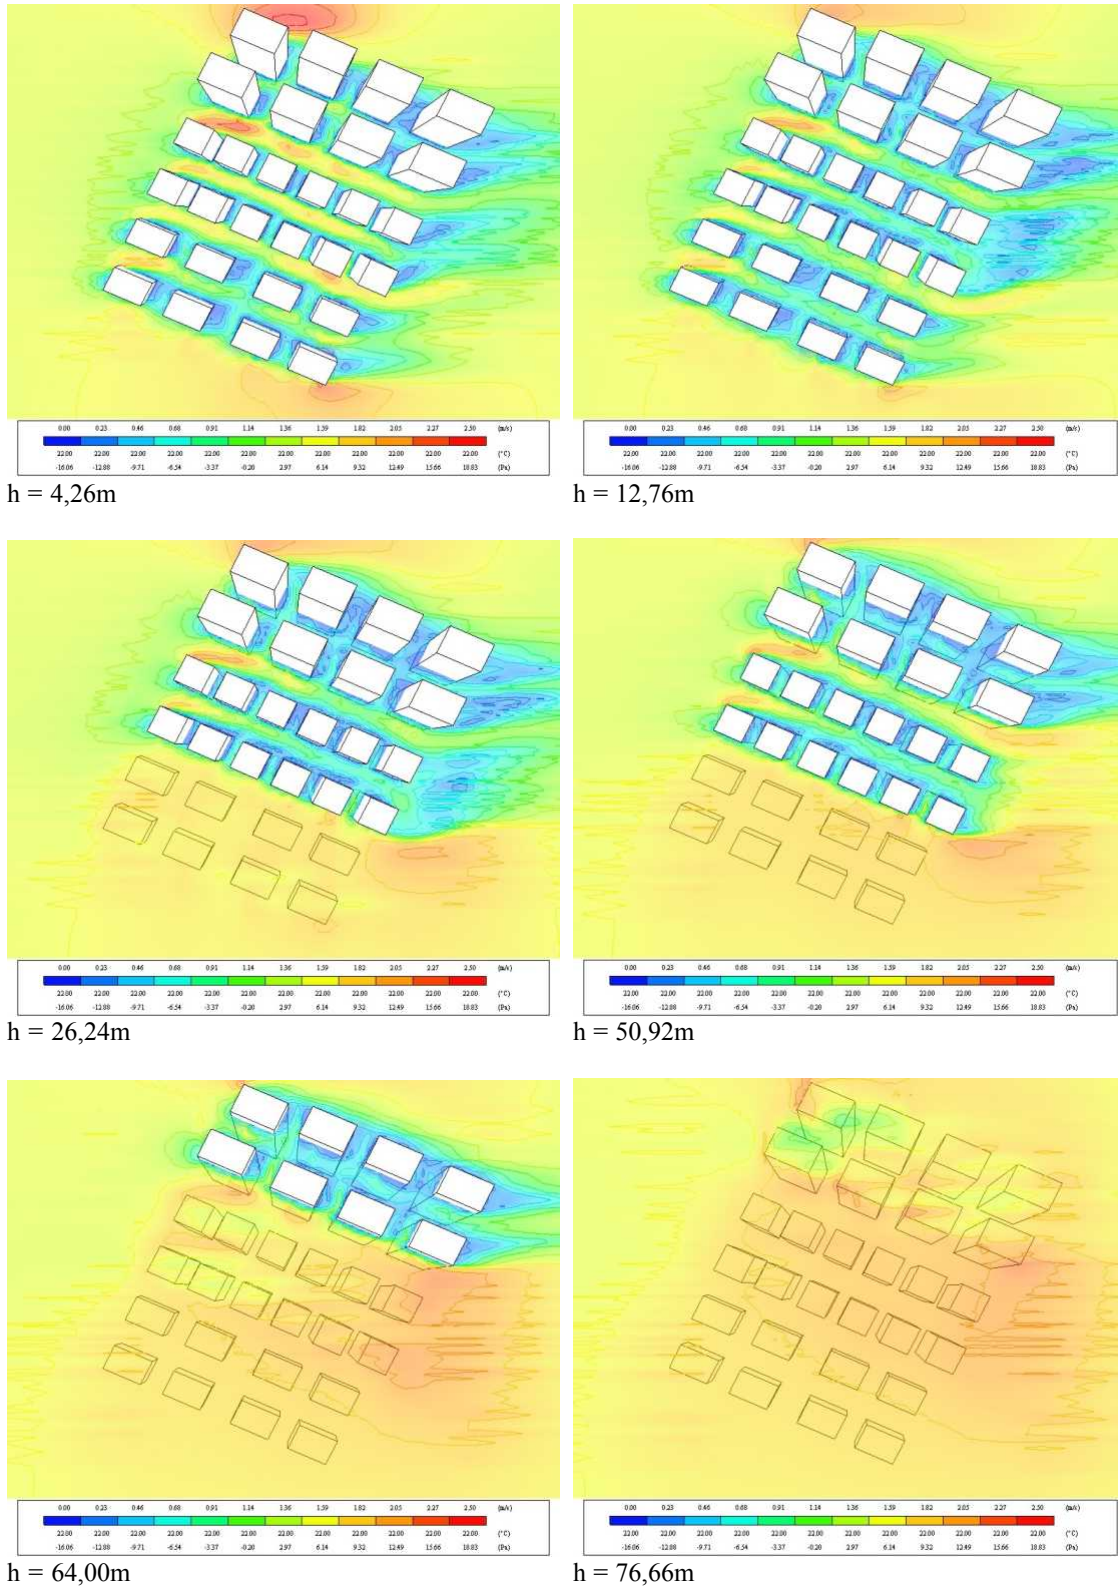 0.00 0.23 0.46 0.68 0.91 1.14 1.36 1.59 1.82 2.05 2.27 2.50 (m/s)
22.00 22.00 22.00 22.00 22.00 22.00 22.00 22.00 22.00 22.00 22.00 22.00 (°C)
-16.06 -12.88 -9.71 -6.54 -3.37 -0.20 2.97 6.14 9.32 12.49 15.66 18.83 (Pa)
h = 4,26m
0.00 0.23 0.46 0.68 0.91 1.14 1.36 1.59 1.82 2.05 2.27 2.50 (m/s)
22.00 22.00 22.00 22.00 22.00 22.00 22.00 22.00 22.00 22.00 22.00 22.00 (°C)
-16.06 -12.88 -9.71 -6.54 -3.37 -0.20 2.97 6.14 9.32 12.49 15.66 18.83 (Pa)
h = 12,76m
0.00 0.23 0.46 0.68 0.91 1.14 1.36 1.59 1.82 2.05 2.27 2.50 (m/s)
22.00 22.00 22.00 22.00 22.00 22.00 22.00 22.00 22.00 22.00 22.00 22.00 (°C)
-16.06 -12.88 -9.71 -6.54 -3.37 -0.20 2.97 6.14 9.32 12.49 15.66 18.83 (Pa)
h = 26,24m
0.00 0.23 0.46 0.68 0.91 1.14 1.36 1.59 1.82 2.05 2.27 2.50 (m/s)
22.00 22.00 22.00 22.00 22.00 22.00 22.00 22.00 22.00 22.00 22.00 22.00 (°C)
-16.06 -12.88 -9.71 -6.54 -3.37 -0.20 2.97 6.14 9.32 12.49 15.66 18.83 (Pa)
h = 50,92m
0.00 0.23 0.46 0.68 0.91 1.14 1.36 1.59 1.82 2.05 2.27 2.50 (m/s)
22.00 22.00 22.00 22.00 22.00 22.00 22.00 22.00 22.00 22.00 22.00 22.00 (°C)
-16.06 -12.88 -9.71 -6.54 -3.37 -0.20 2.97 6.14 9.32 12.49 15.66 18.83 (Pa)
h = 64,00m
0.00 0.23 0.46 0.68 0.91 1.14 1.36 1.59 1.82 2.05 2.27 2.50 (m/s)
22.00 22.00 22.00 22.00 22.00 22.00 22.00 22.00 22.00 22.00 22.00 22.00 (°C)
-16.06 -12.88 -9.71 -6.54 -3.37 -0.20 2.97 6.14 9.32 12.49 15.66 18.83 (Pa)
h = 76,66m